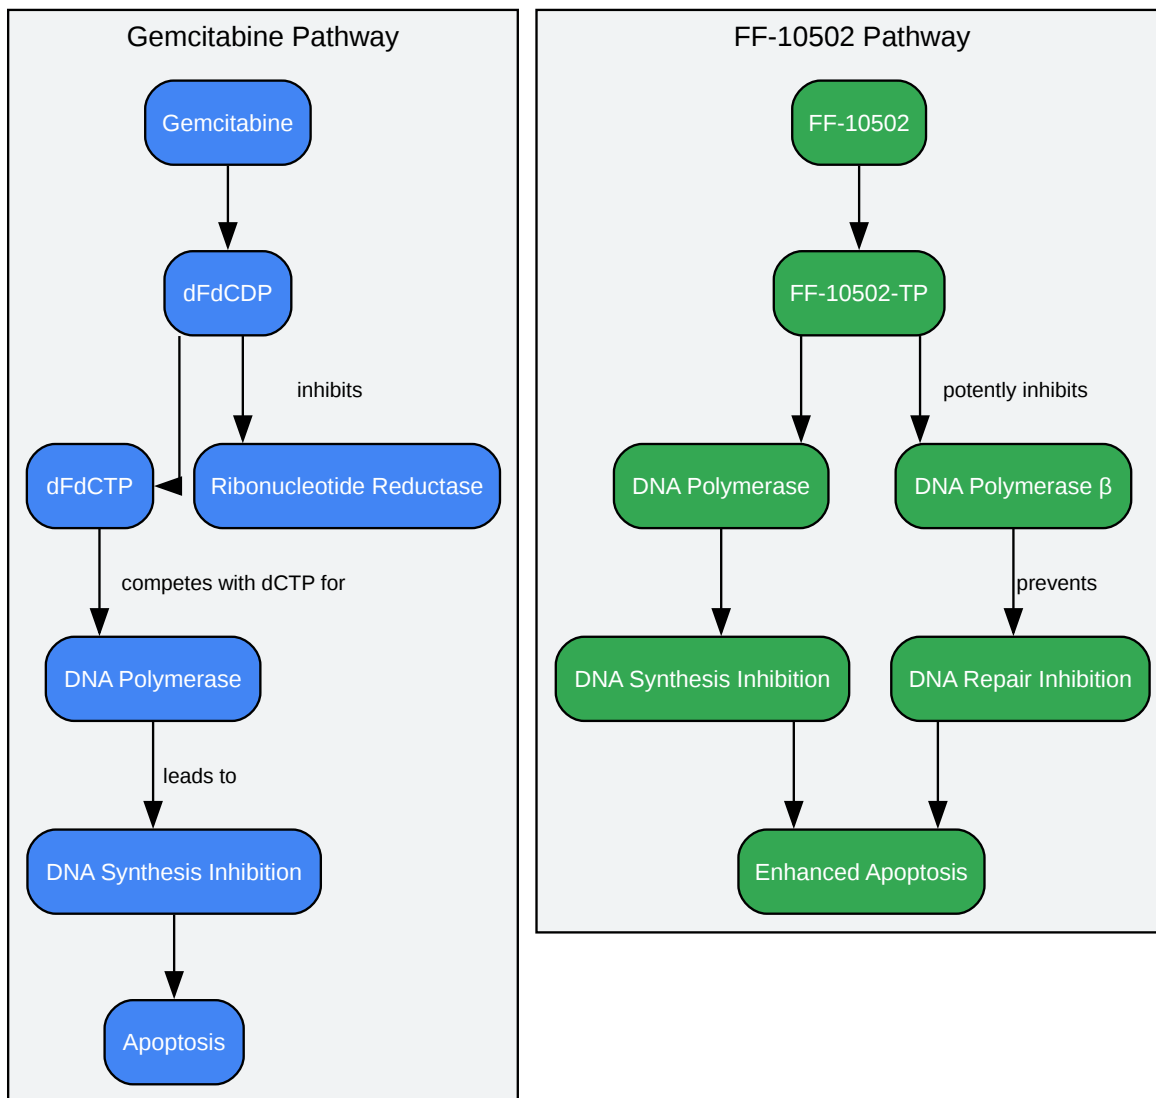 Gemcitabine Pathway
Gemcitabine
dFdCDP
inhibits
dFdCTP
Ribonucleotide Reductase
competes with dCTP for
DNA Polymerase
leads to
DNA Synthesis Inhibition
Apoptosis
FF-10502 Pathway
FF-10502
FF-10502-TP
potently inhibits
DNA Polymerase
DNA Polymerase β
prevents
DNA Synthesis Inhibition
DNA Repair Inhibition
Enhanced Apoptosis